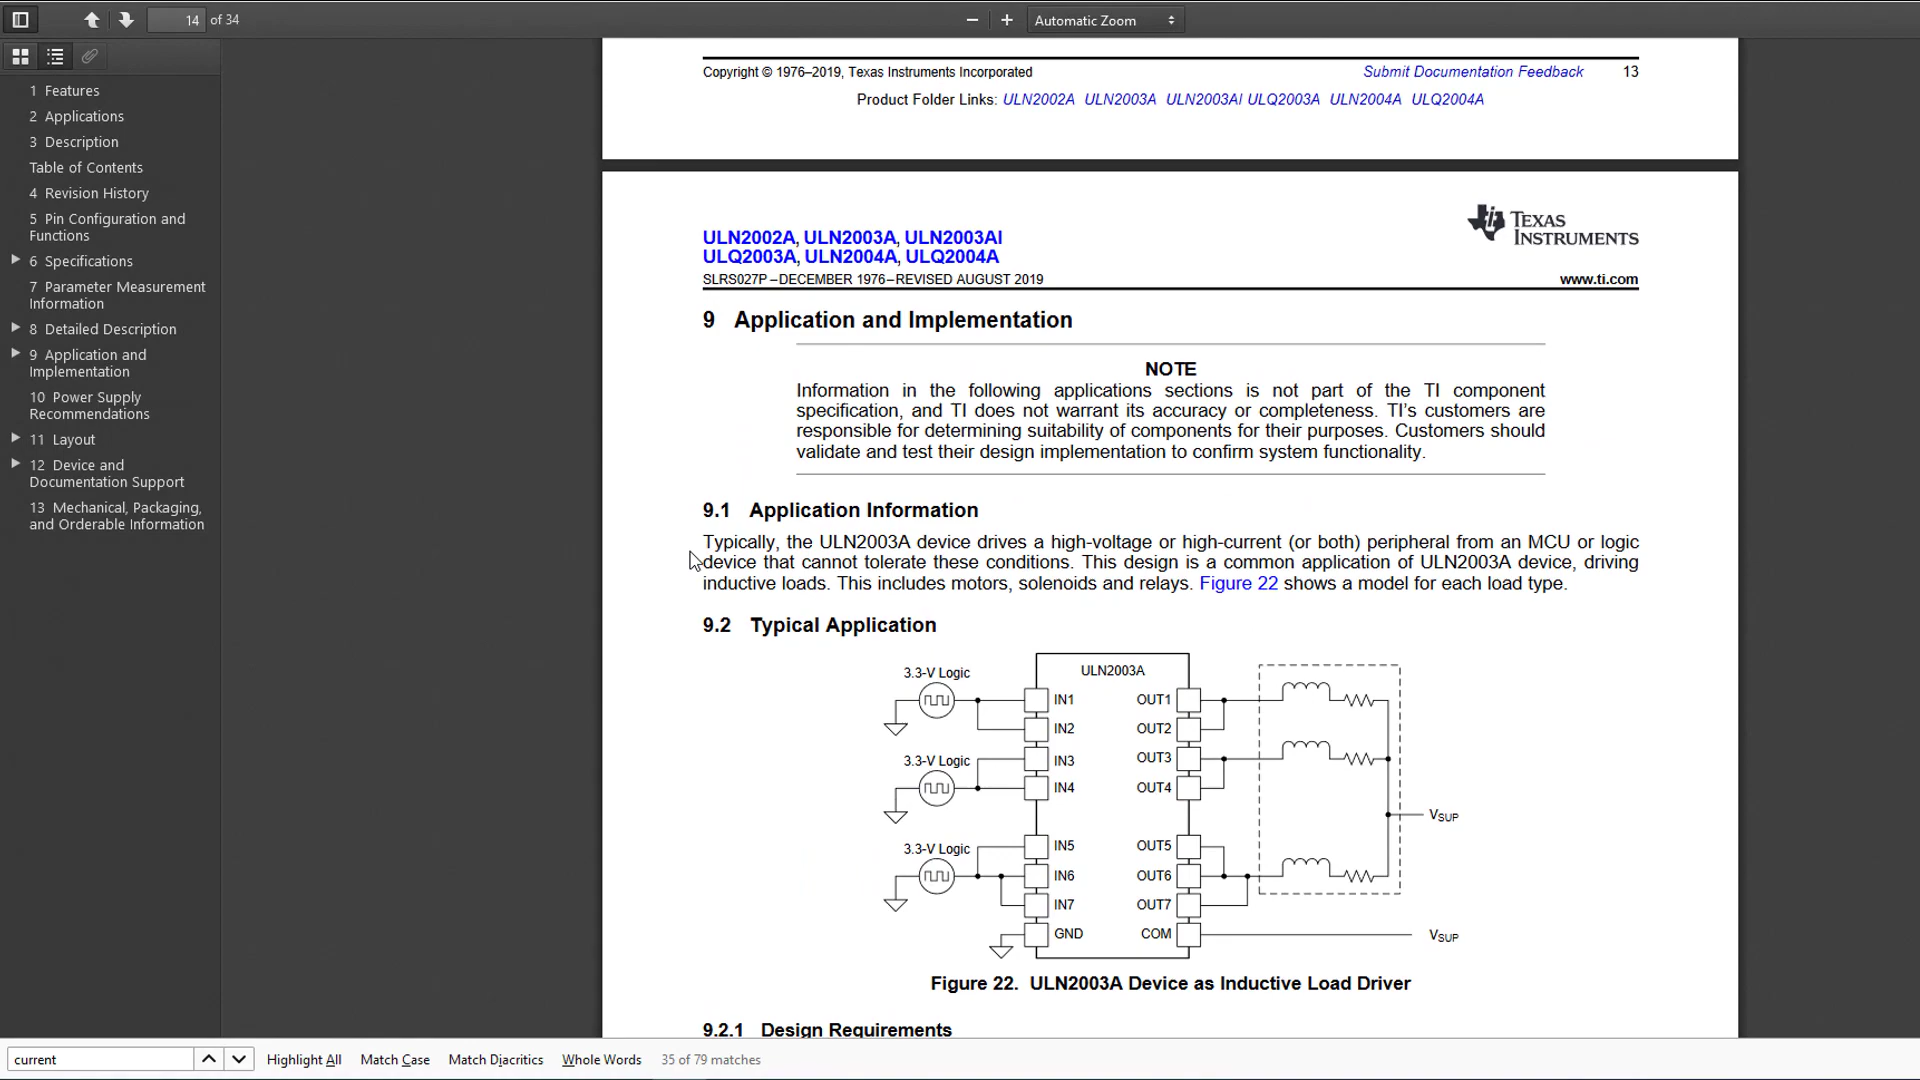 14 of 34
Automatic Zoom
1 Features
2 Applications
3 Description
Table of Contents
4 Revision History
5 Pin Configuration and
Functions
6 Specifications
7 Parameter Measurement
Information
8 Detailed Description
9 Application and
Implementation
10 Power Supply
Recommendations
11 Layout
12 Device and
Documentation Support
13 Mechanical, Packaging,
and Orderable Information
Copyright © 1976–2019, Texas Instruments Incorporated Submit Documentation Feedback 13
Product Folder Links: ULN2002A ULN2003A ULN2003AI ULQ2003A ULN2004A ULQ2004A
TEXAS
INSTRUMENTS
ULN2002A, ULN2003A, ULN2003AI
ULQ2003A, ULN2004A, ULQ2004A
SLRS027P –DECEMBER 1976–REVISED AUGUST 2019 www.ti.com
9 Application and Implementation
NOTE
Information in the following applications sections is not part of the TI component
specification, and TI does not warrant its accuracy or completeness. TI's customers are
responsible for determining suitability of components for their purposes. Customers should
validate and test their design implementation to confirm system functionality.
9.1 Application Information
Typically, the ULN2003A device drives a high-voltage or high-current (or both) peripheral from an MCU or logic
device that cannot tolerate these conditions. This design is a common application of ULN2003A device, driving
inductive loads. This includes motors, solenoids and relays. Figure 22 shows a model for each load type.
9.2 Typical Application
3.3-V Logic ULN2003A
IN1 OUT1
IN2 OUT2
3.3-V Logic IN3 OUT3
IN4 OUT4
VSUP
3.3-V Logic IN5 OUT5
IN6 OUT6
IN7 OUT7
GND COM VSUP
Figure 22. ULN2003A Device as Inductive Load Driver
9.2.1 Design Requirements
current Highlight All Match Case Match Diacritics Whole Words 35 of 79 matches